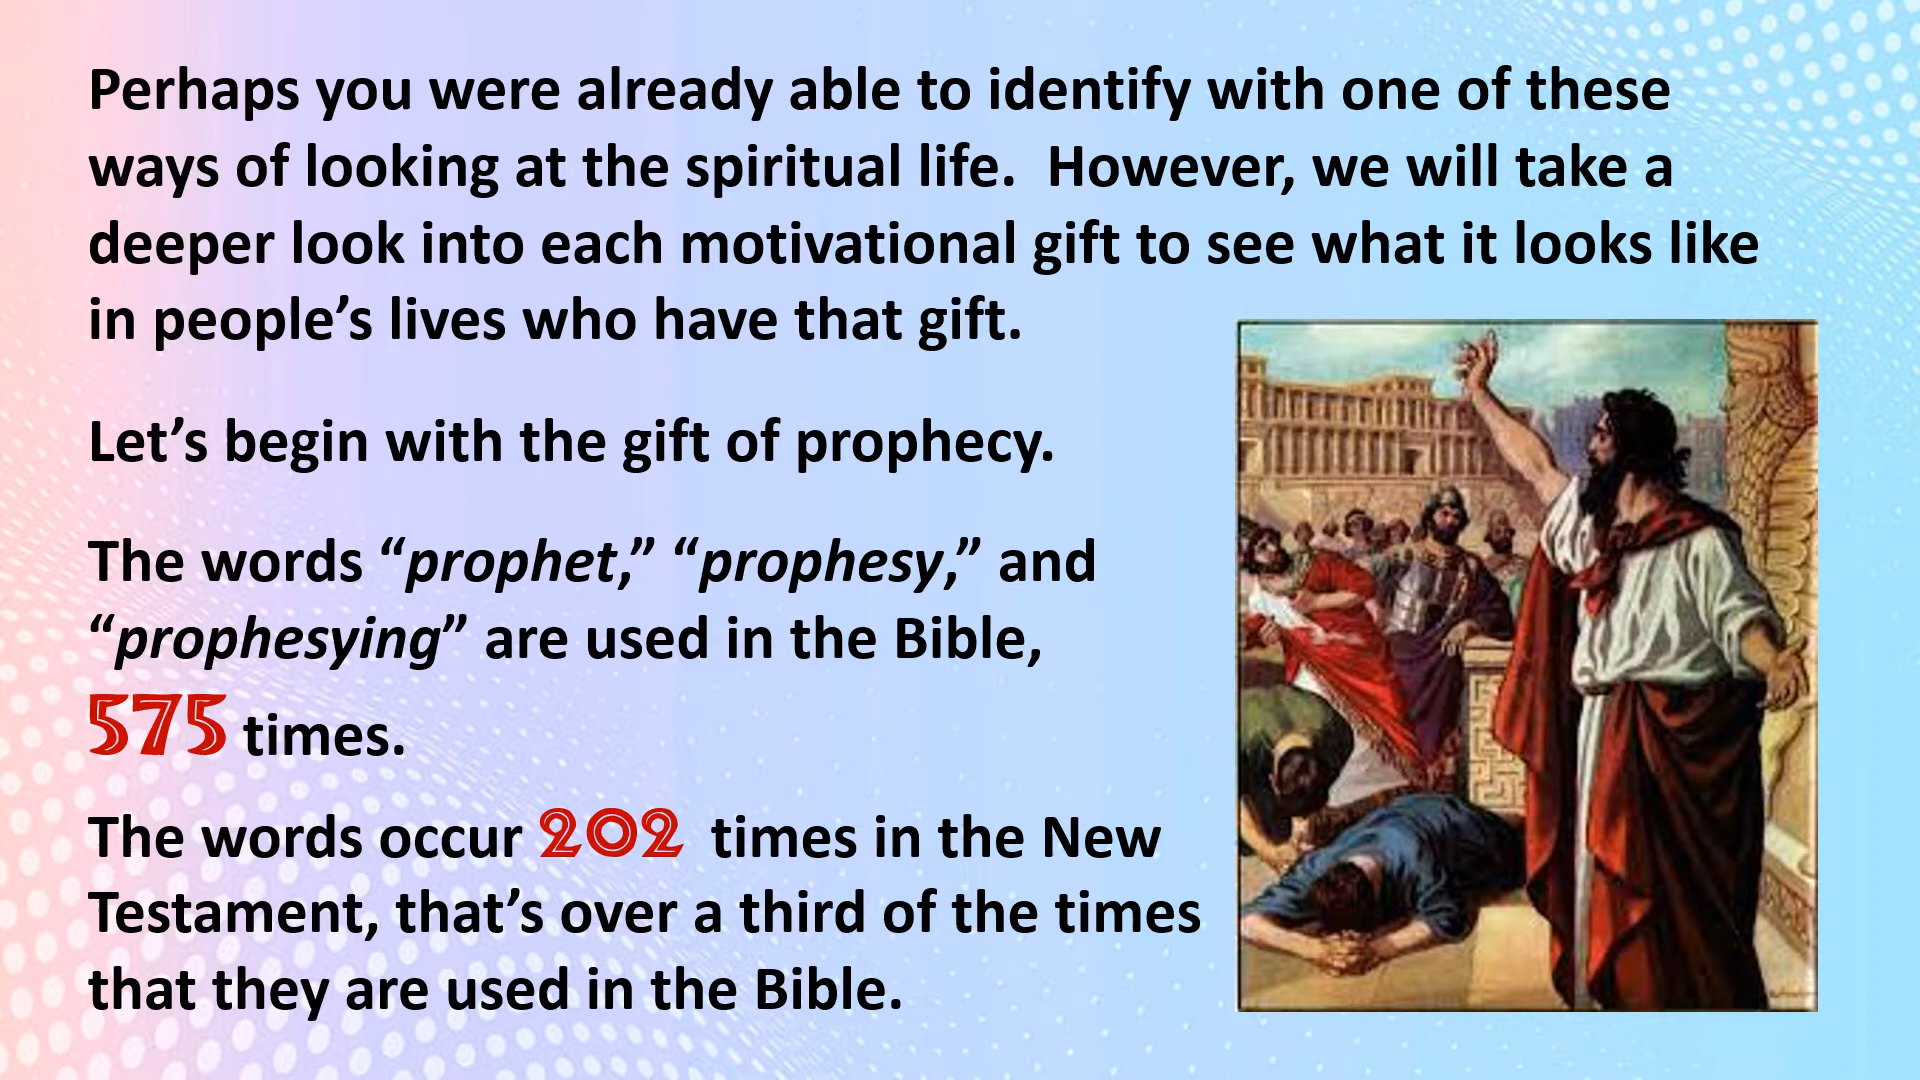 Perhaps you were already able to identify with one of these
ways of looking at the spiritual life.  However, we will take a
deeper look into each motivational gift to see what it looks like
in people’s lives who have that gift.
Let’s begin with the gift of prophecy.
The words “prophet,” “prophesy,” and
“prophesying” are used in the Bible,
575 times.
The words occur 202  times in the New
Testament, that’s over a third of the times
that they are used in the Bible.